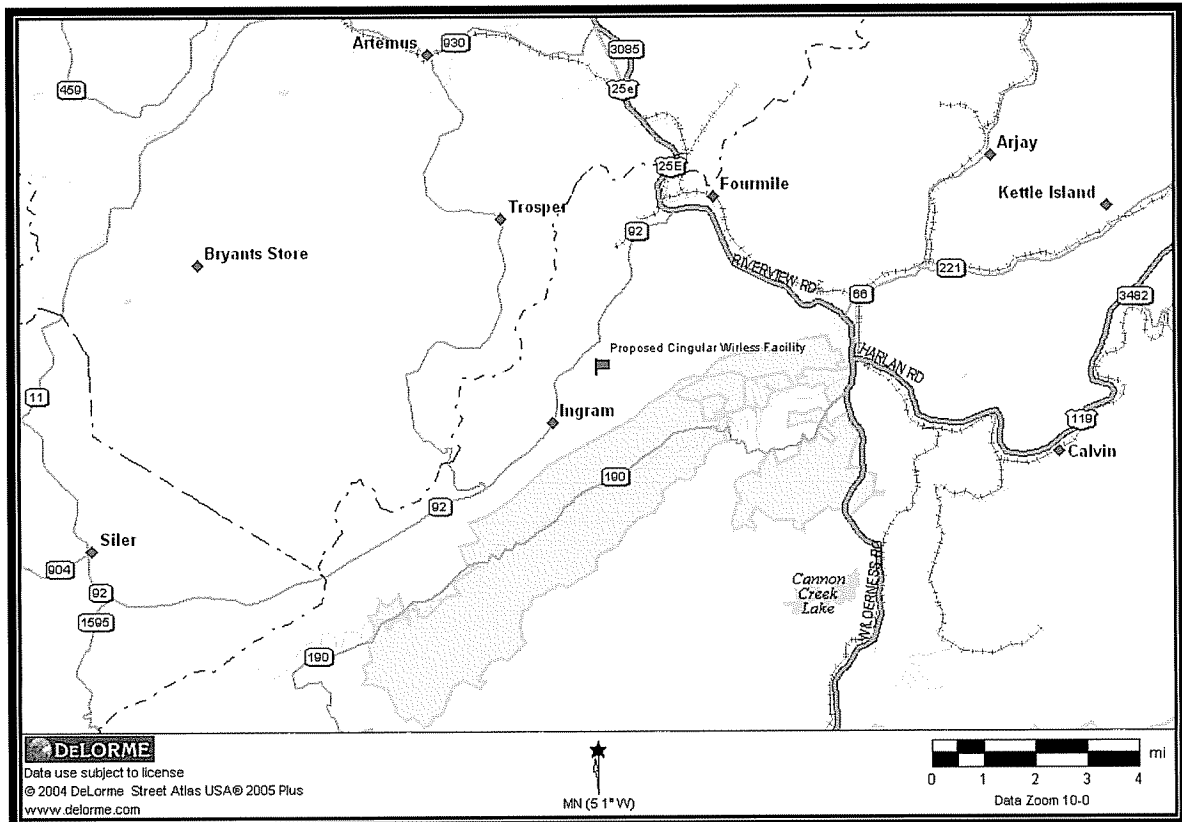 Artemus
930
3085
459
25e
Arjay
25E
Fourmile
Kettle Island
Trosper
92
Bryants Store
221
RIVERVIEW RD
66
3482
Proposed Cingular Wirless Facility
HARLAN RD
11
Ingram
119
Calvin
190
92
Siler
904
Cannon
Creek
Lake
WILDERNESS RD
92
1595
190
DELORME
Data use subject to license
© 2004 DeLorme Street Atlas USA® 2005 Plus
www.delorme.com
MN (5.1° W)
mi
0 1 2 3 4
Data Zoom 10-0